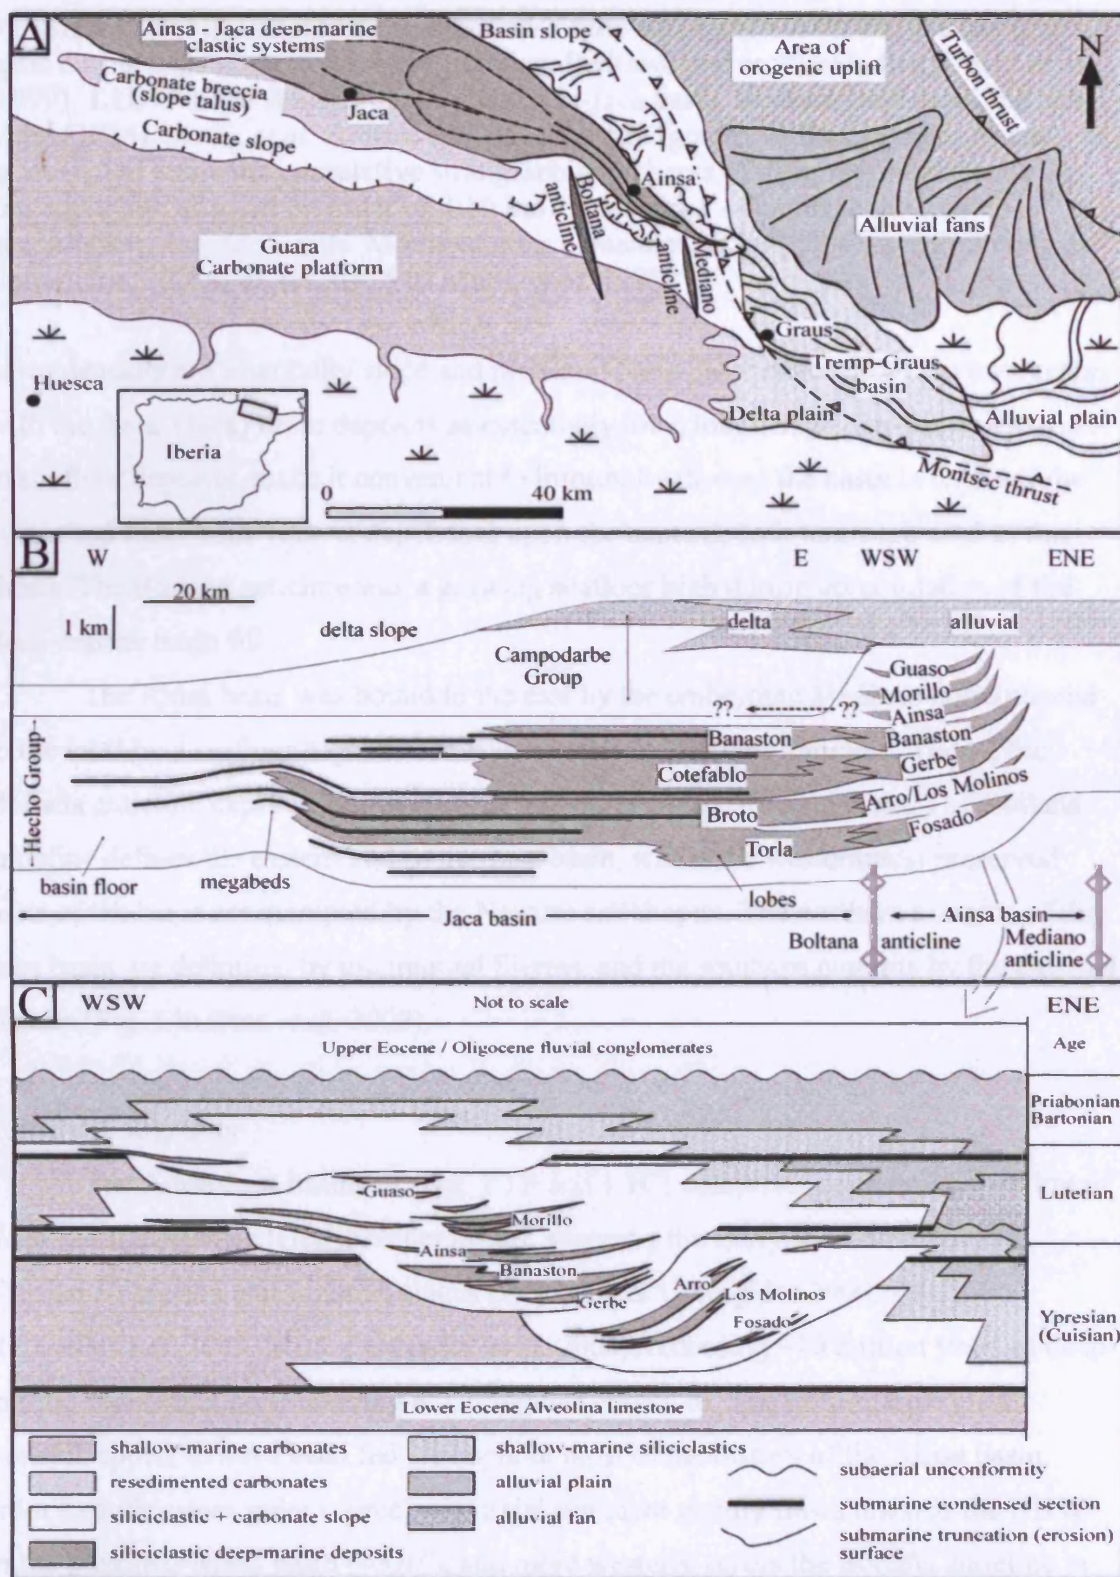 A
Ainsa - Jaca deep-marine
clastic systems
Basin slope
Area of
orogenic uplift
Turbon thrust
N
Carbonate breccia
(slope talus)
Jaca
Carbonate slope
Ainsa
Boltana
anticline
Mediano
anticline
Alluvial fans
Guara
Carbonate platform
Graus
Tremp-Graus
basin
Huesca
Delta plain
Alluvial plain
Iberia
Montsec thrust
0
40 km
B
W
E
WSW
ENE
20 km
1 km
delta slope
delta
alluvial
Campodarbe
Group
Guaso
Morillo
Ainsa
??
??
Banaston
Banaston
Hecho Group
Cotefablo
Gerbe
Broto
Arro/Los Molinos
Torla
Fosado
basin floor
megabeds
lobes
Jaca basin
Ainsa basin
Boltana
anticline
Mediano
anticline
C
WSW
Not to scale
ENE
Upper Eocene / Oligocene fluvial conglomerates
Age
Priabonian
Bartonian
Guaso
Lutetian
Morillo
Ainsa
Banaston
Arro
Gerbe
Los Molinos
Fosado
Ypresian
(Cuisian)
Lower Eocene Alveolina limestone
shallow-marine carbonates
resedimented carbonates
siliciclastic + carbonate slope
siliciclastic deep-marine deposits
shallow-marine siliciclastics
alluvial plain
alluvial fan
subaerial unconformity
submarine condensed section
submarine truncation (erosion)
surface